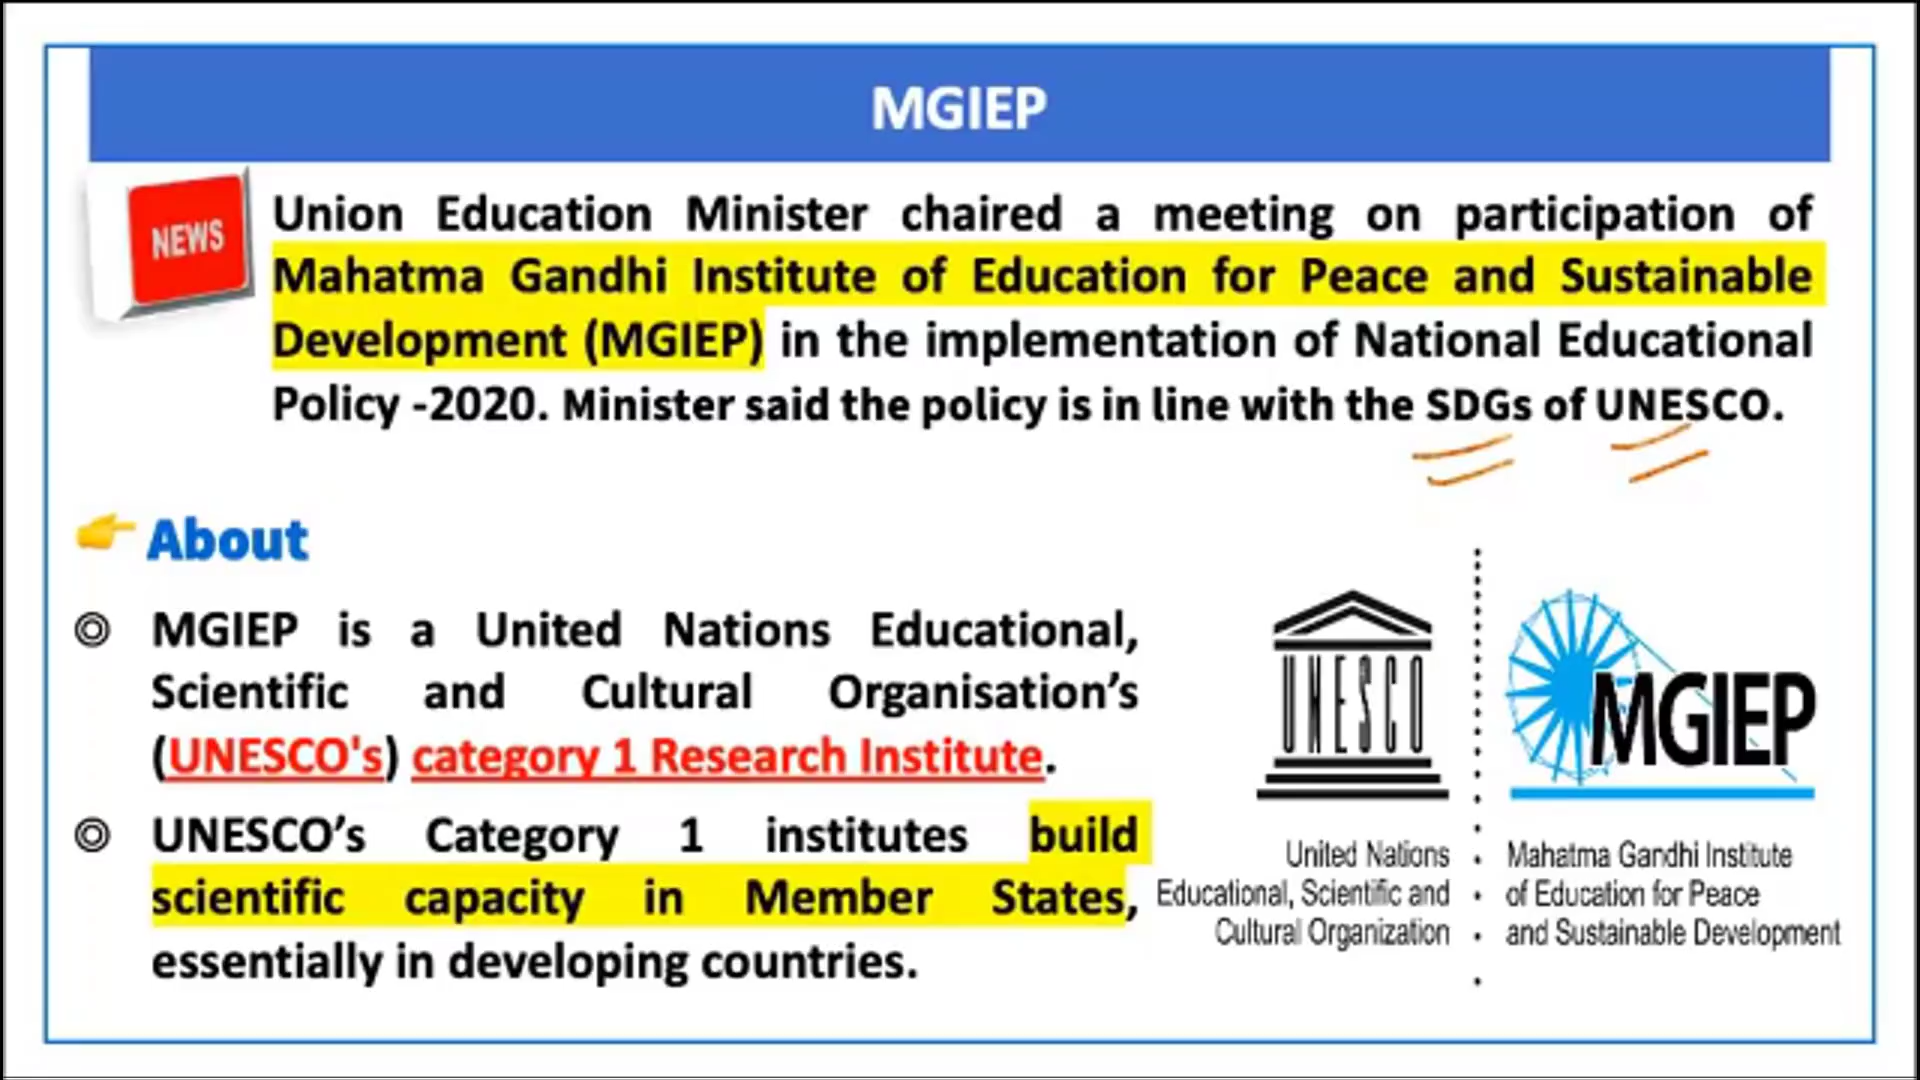 MGIEP
NEWS
Union Education Minister chaired a meeting on participation of
Mahatma Gandhi Institute of Education for Peace and Sustainable
Development (MGIEP) in the implementation of National Educational
Policy -2020. Minister said the policy is in line with the SDGs of UNESCO.
About
MGIEP is a United Nations Educational,
Scientific and Cultural Organisation’s
(UNESCO's) category 1 Research Institute.
UNESCO’s Category 1 institutes build
scientific capacity in Member States,
essentially in developing countries.
UNESCO
United Nations
Educational, Scientific and
Cultural Organization
MGIEP
Mahatma Gandhi Institute
of Education for Peace
and Sustainable Development